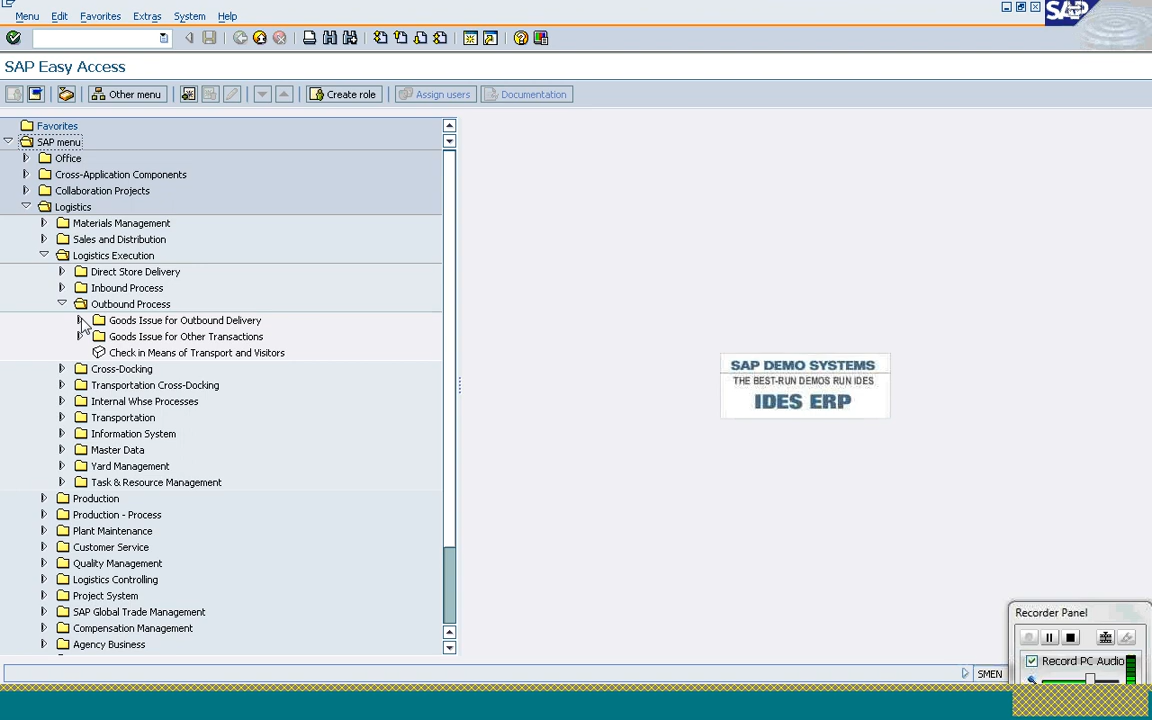 Menu Edit Favorites Extras System Help
SAP
SAP Easy Access
Other menu Create role Assign users Documentation
Favorites
SAP menu
Office
Cross-Application Components
Collaboration Projects
Logistics
Materials Management
Sales and Distribution
Logistics Execution
Direct Store Delivery
Inbound Process
Outbound Process
Goods Issue for Outbound Delivery
Goods Issue for Other Transactions
Check in Means of Transport and Visitors
Cross-Docking
Transportation Cross-Docking
Internal Whse Processes
Transportation
Information System
Master Data
Yard Management
Task & Resource Management
Production
Production - Process
Plant Maintenance
Customer Service
Quality Management
Logistics Controlling
Project System
SAP Global Trade Management
Compensation Management
Agency Business
SAP DEMO SYSTEMS
THE BEST-RUN DEMOS RUN IDES
IDES ERP
Recorder Panel
Record PC Audio
SMEN